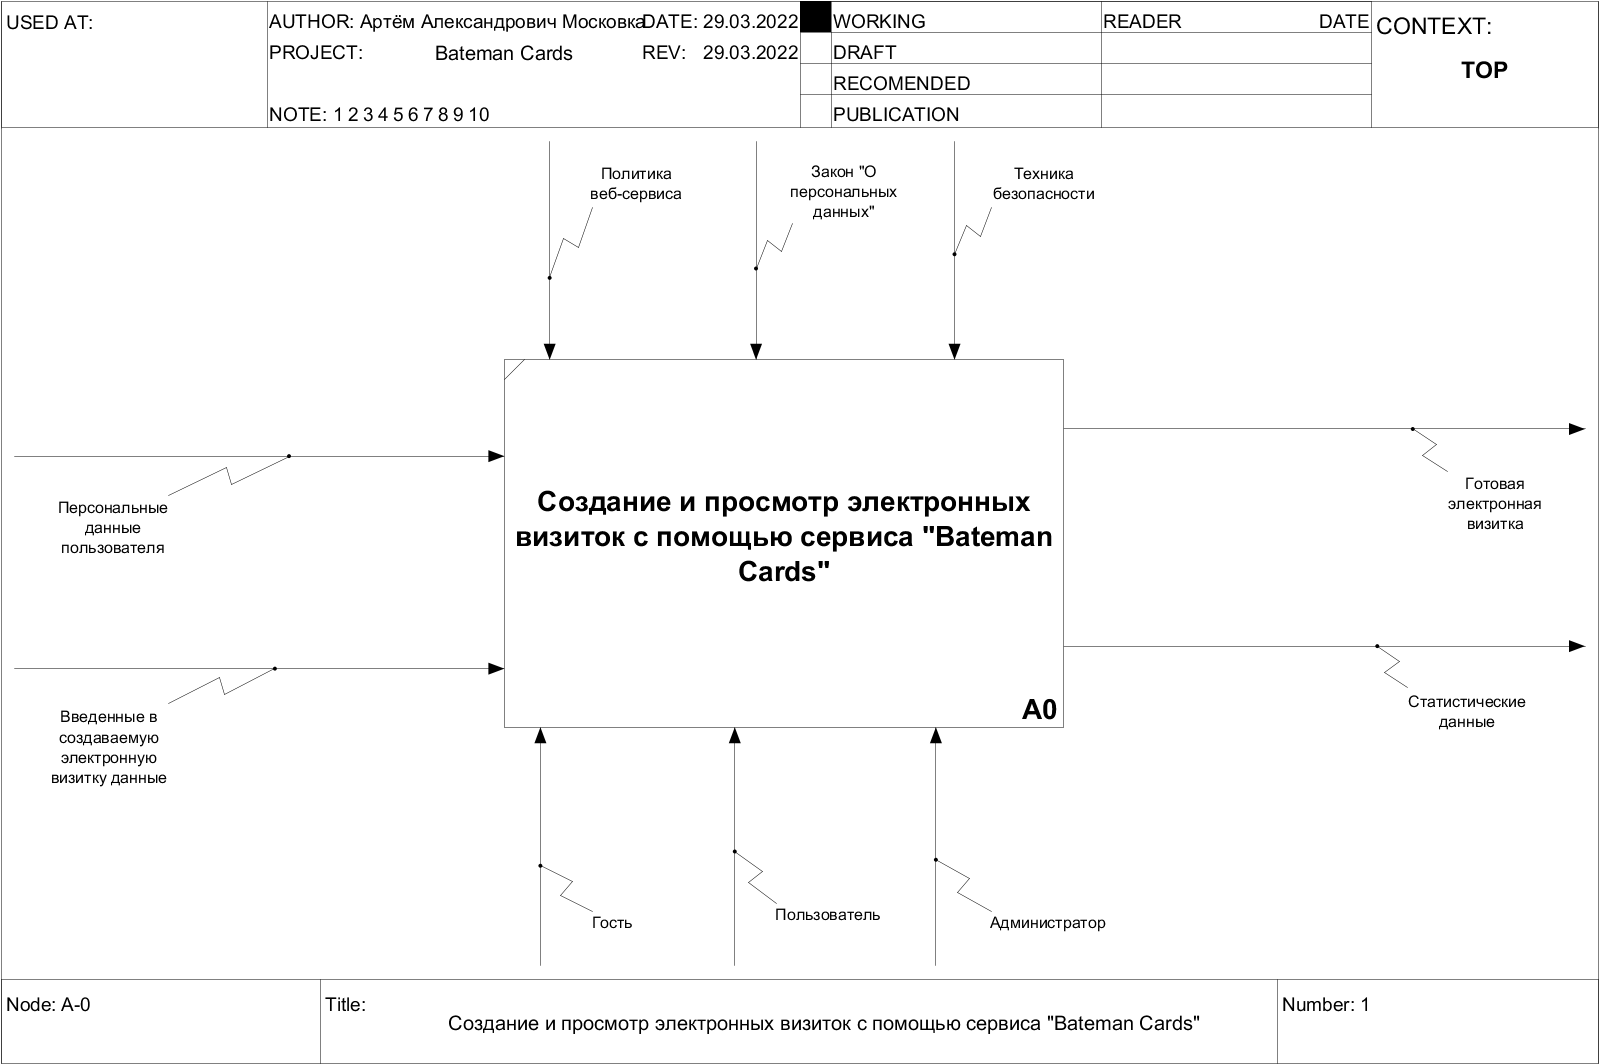 USED AT:
AUTHOR: Артём Александрович Московка
DATE: 29.03.2022
PROJECT: Bateman Cards
REV: 29.03.2022
NOTE: 1 2 3 4 5 6 7 8 9 10
WORKING
DRAFT
RECOMENDED
PUBLICATION
READER
DATE
CONTEXT:
TOP
Политика
веб-сервиса
Закон "О
персональных
данных"
Техника
безопасности
Персональные
данные
пользователя
Введенные в
создаваемую
электронную
визитку данные
Создание и просмотр электронных
визиток с помощью сервиса "Bateman
Cards"
A0
Готовая
электронная
визитка
Статистические
данные
Гость
Пользователь
Администратор
Node: A-0
Title:
Создание и просмотр электронных визиток с помощью сервиса "Bateman Cards"
Number: 1